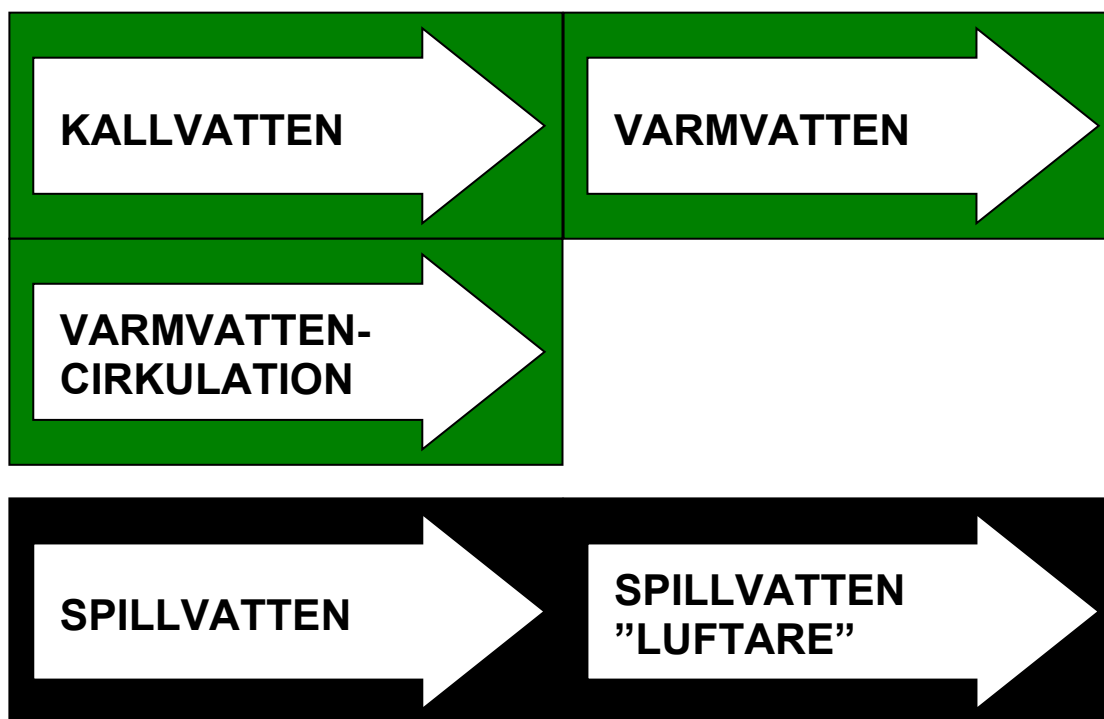 KALLVATTEN
VARMVATTEN
VARMVATTEN-
CIRKULATION
SPILLVATTEN
SPILLVATTEN
”LUFTARE”